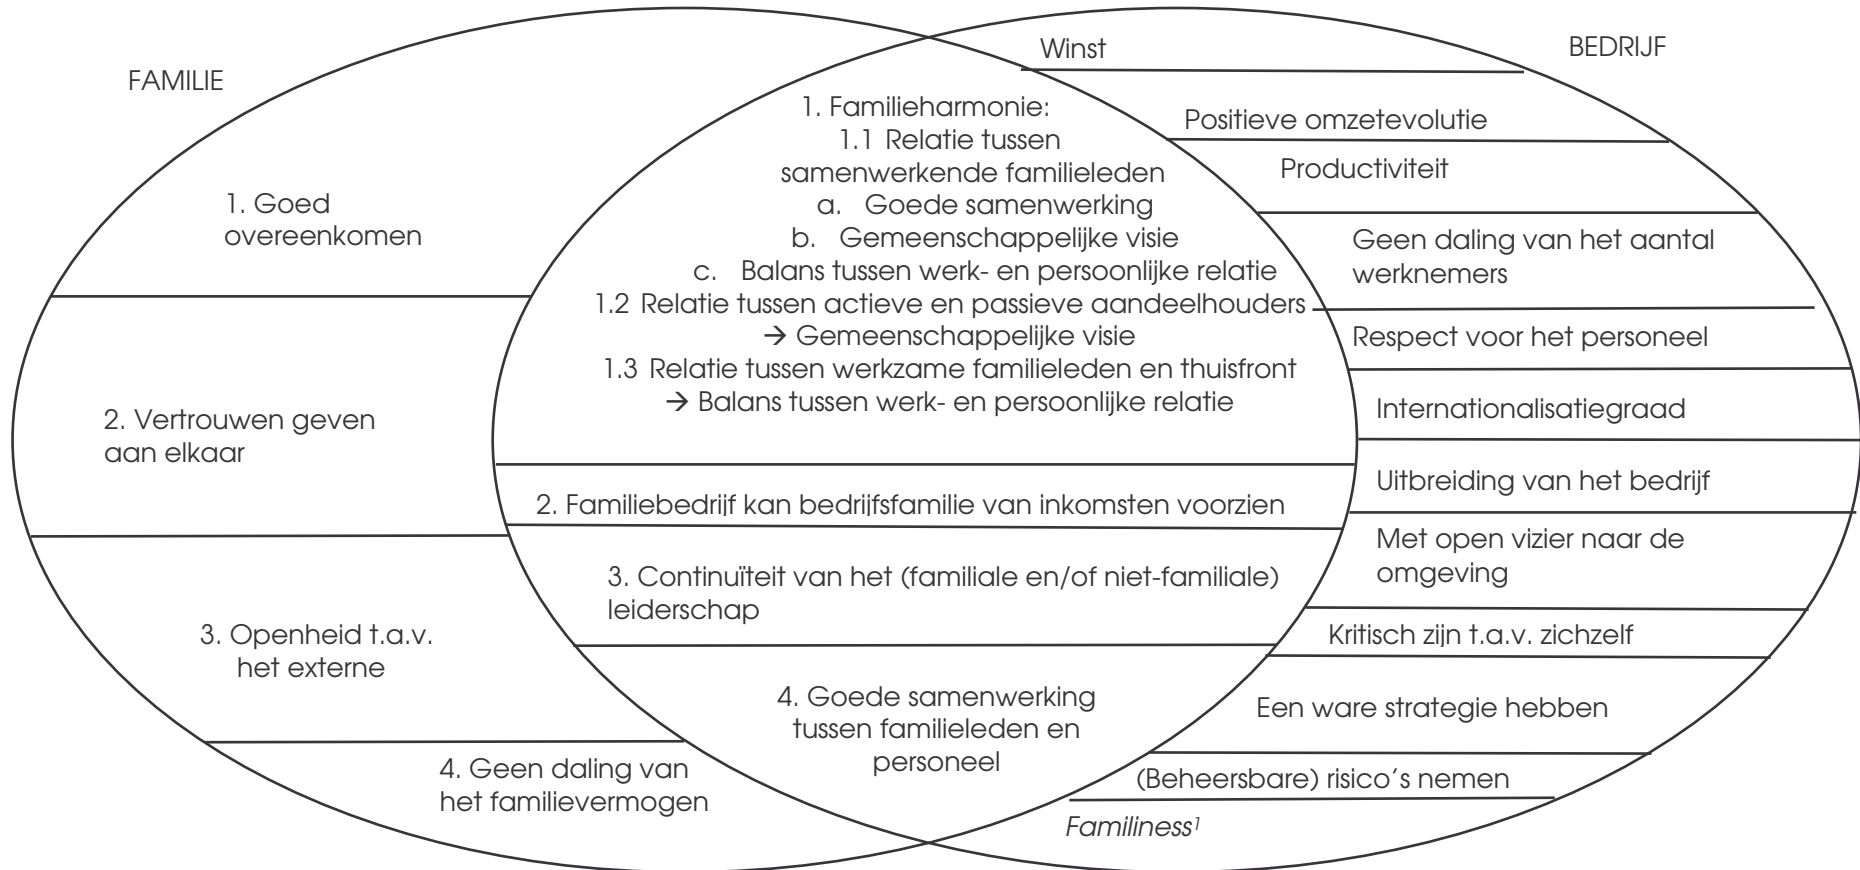 FAMILIE
1. Goed
overeenkomen
2. Vertrouwen geven
aan elkaar
3. Openheid t.a.v.
het externe
4. Geen daling van
het familievermogen
1. Familieharmonie:
1.1 Relatie tussen
samenwerkende familieleden
a. Goede samenwerking
b. Gemeenschappelijke visie
c. Balans tussen werk- en persoonlijke relatie
1.2 Relatie tussen actieve en passieve aandeelhouders
→ Gemeenschappelijke visie
1.3 Relatie tussen werkzame familieleden en thuisfront
→ Balans tussen werk- en persoonlijke relatie
2. Familiebedrijf kan bedrijfsfamilie van inkomsten voorzien
3. Continuïteit van het (familiale en/of niet-familiale)
leiderschap
4. Goede samenwerking
tussen familieleden en
personeel
BEDRIJF
Winst
Positieve omzetevolutie
Productiviteit
Geen daling van het aantal
werknemers
Respect voor het personeel
Internationalisatiegraad
Uitbreiding van het bedrijf
Met open vizier naar de
omgeving
Kritisch zijn t.a.v. zichzelf
Een ware strategie hebben
(Beheersbare) risico's nemen
Familiness¹